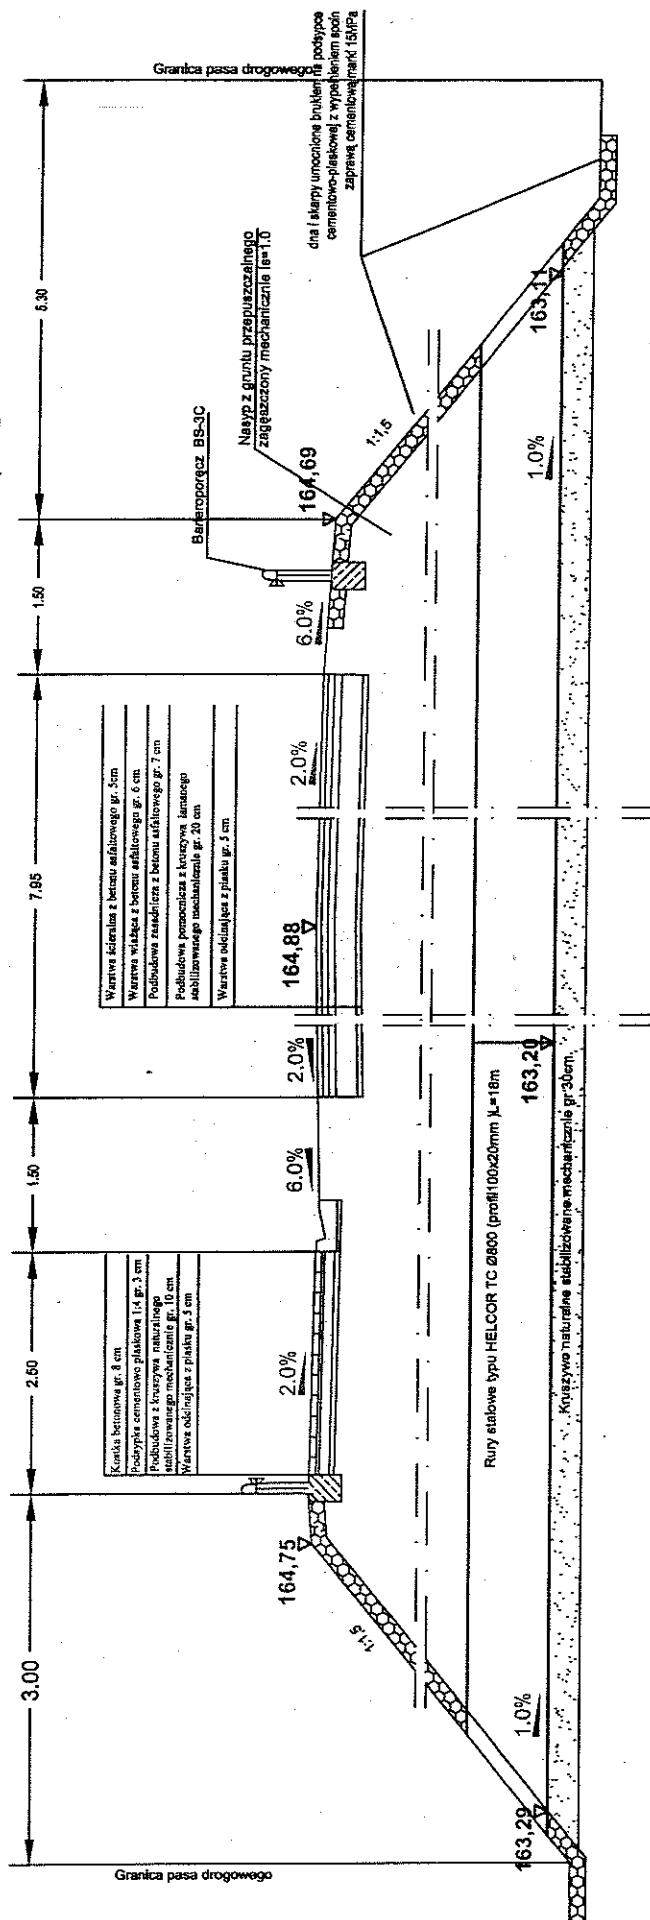 Granica pasa drogowego
dna i skarpy umocnione brukiem na podsypce
cementowo-piaskowej z wypełnieniem spoin
zaprawą cementową marki 15MPa
5.30
Nasyp z gruntu przepuszczalnego
zagęszczony mechanicznie Is=1.0
Barieroporęcz BS-3C
164,69
1:1,5
163,11
1.0%
1.50
6.0%
7.95
Warstwa ścieralna z betonu asfaltowego gr. 5cm
Warstwa wiążąca z betonu asfaltowego gr. 6 cm
Podbudowa zasadnicza z betonu asfaltowego gr. 7 cm
Podbudowa pomocnicza z kruszywa łamanego
stabilizowanego mechanicznie gr. 20 cm
Warstwa odcinająca z piasku gr. 5 cm
2.0%
164,88
2.0%
163,20
1.50
6.0%
2.50
Kostka betonowa gr. 8 cm
Podsypka cementowo piaskowa 1:4 gr. 3 cm
Podbudowa z kruszywa naturalnego
stabilizowanego mechanicznie gr. 10 cm
Warstwa odcinająca z piasku gr. 5 cm
2.0%
Rury stalowe typu HELCOR TC Ø800 (profil100x20mm )L=18m
Kruszywo naturalne stabilizowane mechanicznie gr30cm
164,75
1:1,5
3.00
1.0%
163,29
Granica pasa drogowego